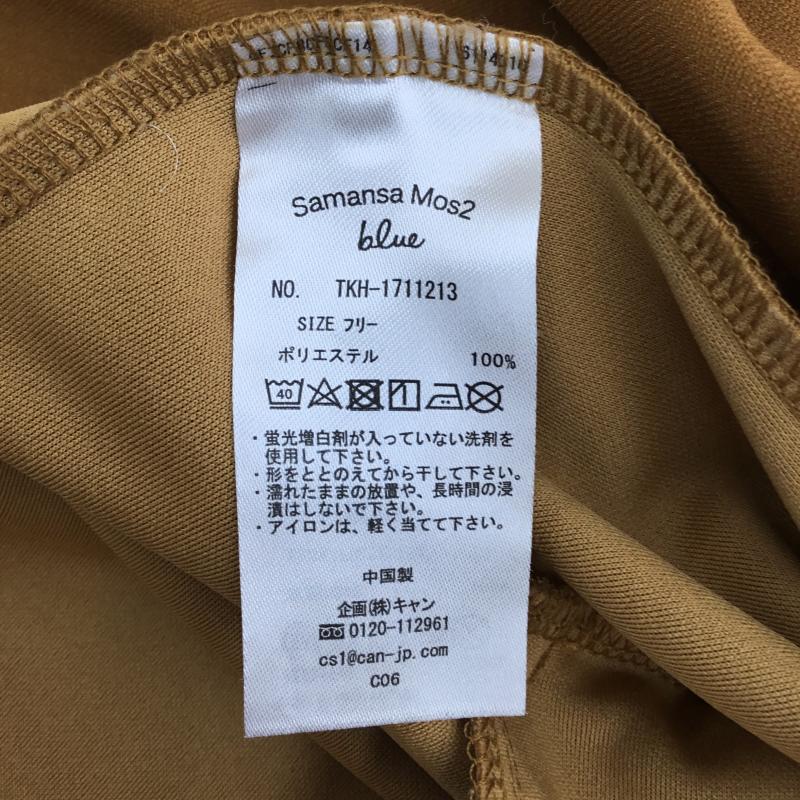 Samansa Mos2
blue
NO. TKH-1711213
SIZE フリー
ポリエステル 100%
40
・蛍光増白剤が入っていない洗剤を
使用して下さい。
・形をととのえてから干して下さい。
・濡れたままの放置や、長時間の浸
漬はしないで下さい。
・アイロンは、軽く当てて下さい。
中国製
企画(株)キャン
0120-112961
cs1@can-jp.com
C06